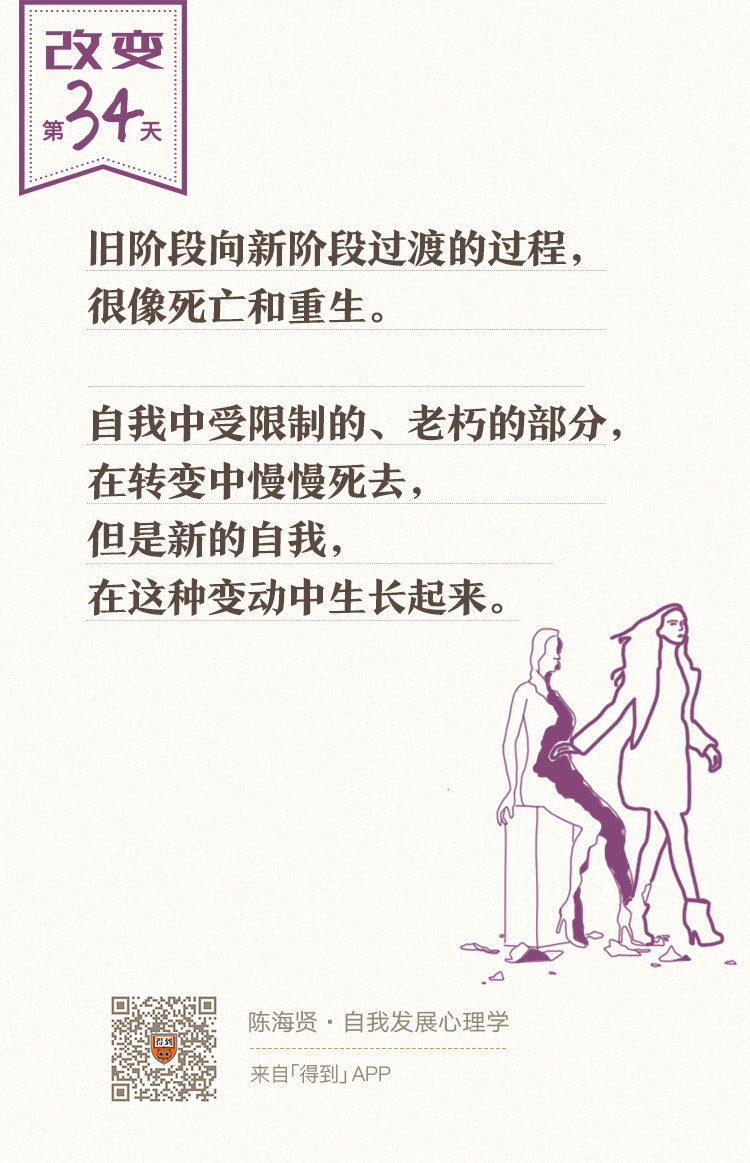 改变
第34天
旧阶段向新阶段过渡的过程，
很像死亡和重生。
自我中受限制的、老朽的部分，
在转变中慢慢死去，
但是新的自我，
在这种变动中生长起来。
得到
陈海贤·自我发展心理学
来自「得到」APP